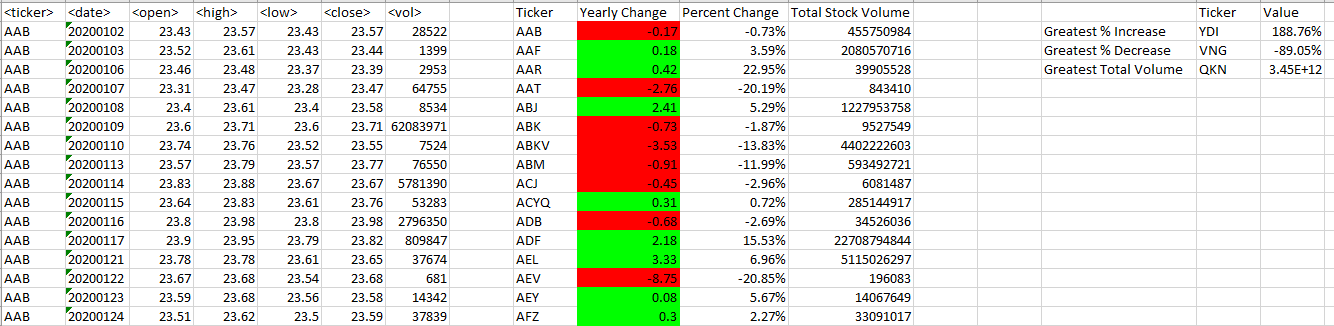 <ticker> <date> <open> <high> <low> <close> <vol> Ticker Yearly Change Percent Change Total Stock Volume Ticker Value
AAB 20200102 23.43 23.57 23.43 23.57 28522 AAB -0.17 -0.73% 455750984 Greatest % Increase YDI 188.76%
AAB 20200103 23.52 23.61 23.43 23.44 1399 AAF 0.18 3.59% 2080570716 Greatest % Decrease VNG -89.05%
AAB 20200106 23.46 23.48 23.37 23.39 2953 AAR 0.42 22.95% 39905528 Greatest Total Volume QKN 3.45E+12
AAB 20200107 23.31 23.47 23.28 23.47 64755 AAT -2.76 -20.19% 843410
AAB 20200108 23.4 23.61 23.4 23.58 8534 ABJ 2.41 5.29% 1227953758
AAB 20200109 23.6 23.71 23.6 23.71 62083971 ABK -0.73 -1.87% 9527549
AAB 20200110 23.74 23.76 23.52 23.55 7524 ABKV -3.53 -13.83% 4402222603
AAB 20200113 23.57 23.79 23.57 23.77 76550 ABM -0.91 -11.99% 593492721
AAB 20200114 23.83 23.88 23.67 23.67 5781390 ACJ -0.45 -2.96% 6081487
AAB 20200115 23.64 23.83 23.61 23.76 53283 ACYQ 0.31 0.72% 285144917
AAB 20200116 23.8 23.98 23.8 23.98 2796350 ADB -0.68 -2.69% 34526036
AAB 20200117 23.9 23.95 23.79 23.82 809847 ADF 2.18 15.53% 22708794844
AAB 20200121 23.78 23.78 23.61 23.65 37674 AEL 3.33 6.96% 5115026297
AAB 20200122 23.67 23.68 23.54 23.68 681 AEV -8.75 -20.85% 196083
AAB 20200123 23.59 23.68 23.56 23.58 14342 AEY 0.08 5.67% 14067649
AAB 20200124 23.51 23.62 23.5 23.59 37839 AFZ 0.3 2.27% 33091017